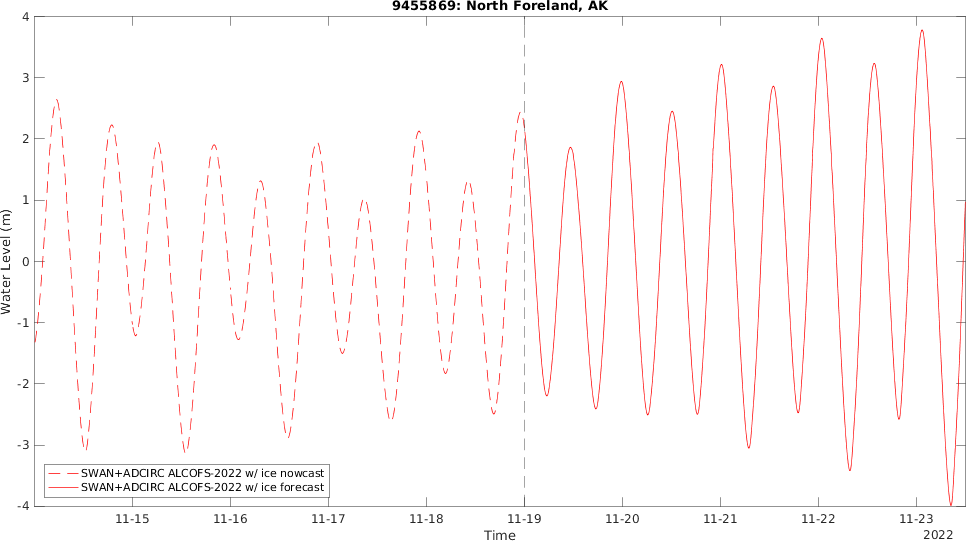 9455869: North Foreland, AK
4
3
2
1
0
-1
-2
-3
-4
Water Level (m)
SWAN+ADCIRC ALCOFS-2022 w/ ice nowcast
SWAN+ADCIRC ALCOFS-2022 w/ ice forecast
11-15 11-16 11-17 11-18 11-19 11-20 11-21 11-22 11-23
Time
2022